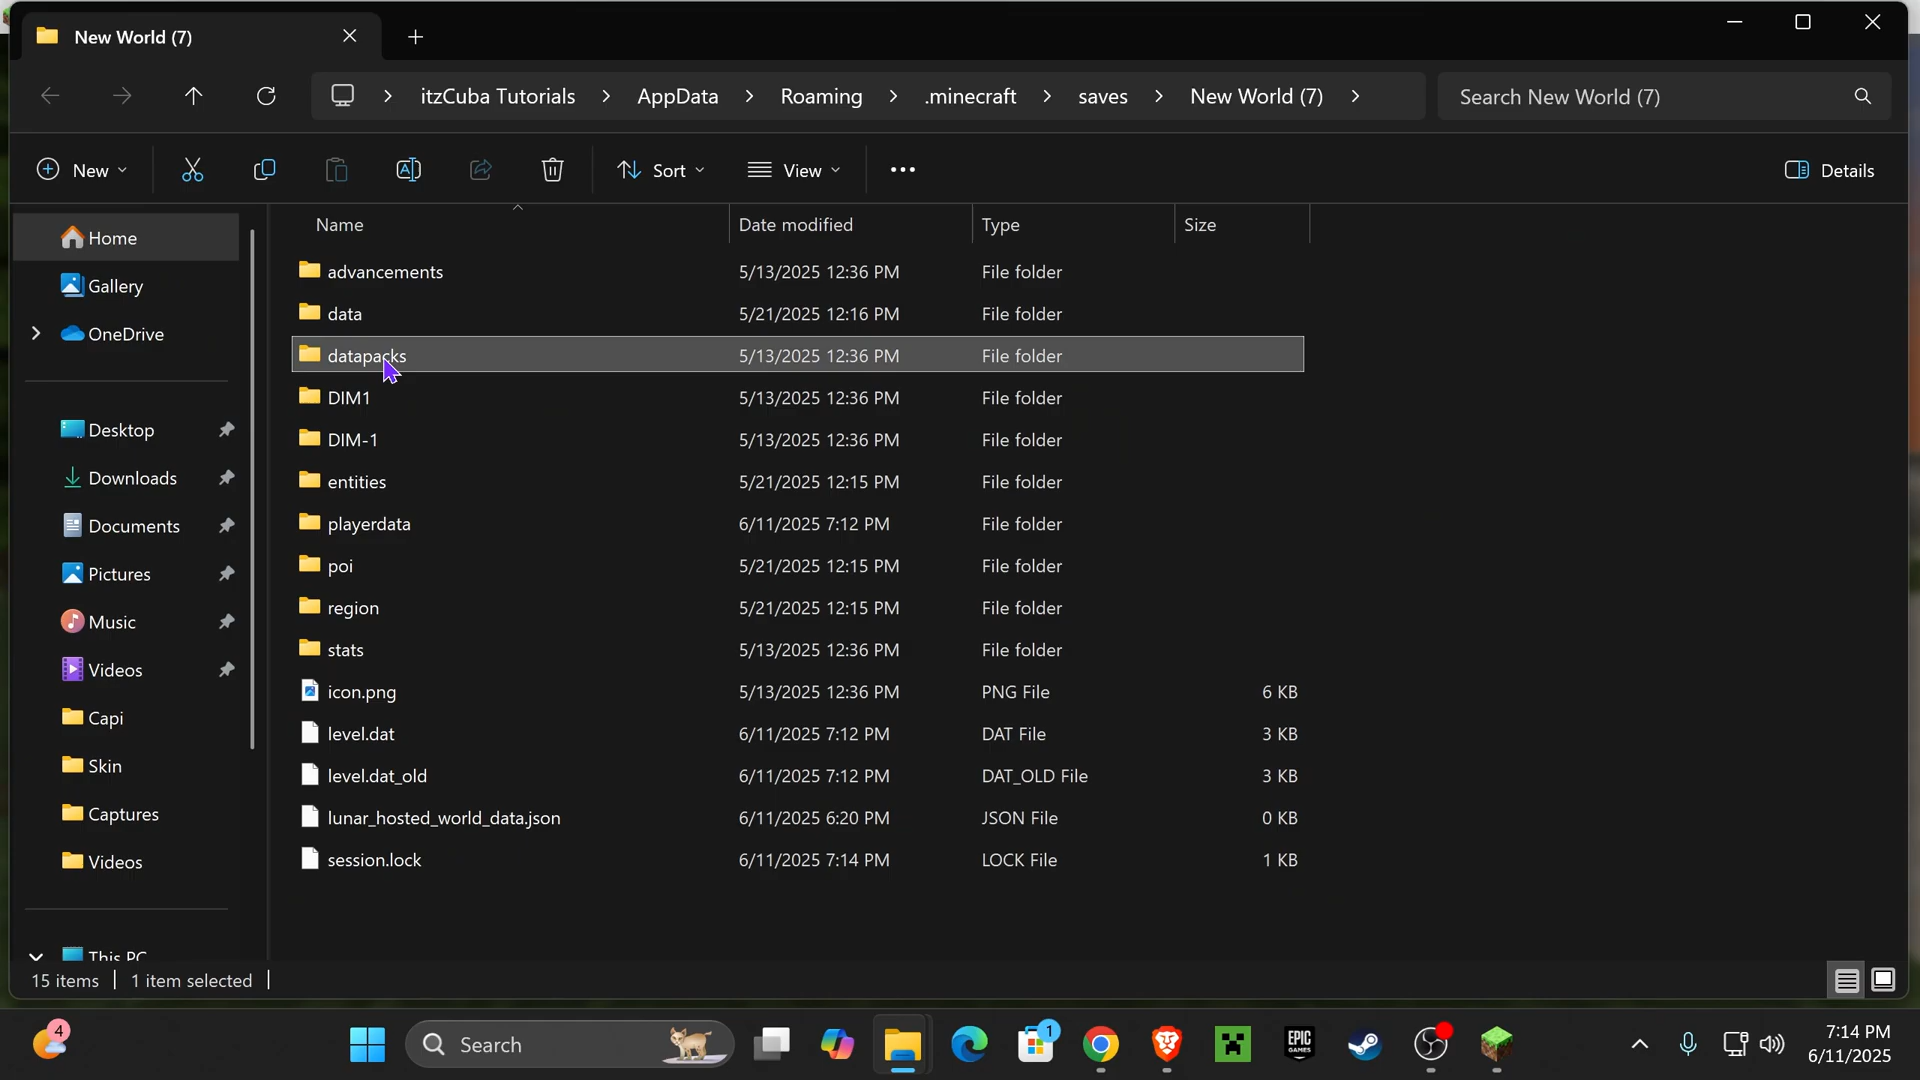 New World (7)
itzCuba Tutorials AppData Roaming .minecraft saves New World (7)
Search New World (7)
New
Sort
View
Details
Name Date modified Type Size
Home
Gallery
OneDrive
Desktop
Downloads
Documents
Pictures
Music
Videos
Capi
Skin
Captures
Videos
This PC
advancements 5/13/2025 12:36 PM File folder
data 5/21/2025 12:16 PM File folder
datapacks 5/13/2025 12:36 PM File folder
DIM1 5/13/2025 12:36 PM File folder
DIM-1 5/13/2025 12:36 PM File folder
entities 5/21/2025 12:15 PM File folder
playerdata 6/11/2025 7:12 PM File folder
poi 5/21/2025 12:15 PM File folder
region 5/21/2025 12:15 PM File folder
stats 5/13/2025 12:36 PM File folder
icon.png 5/13/2025 12:36 PM PNG File 6 KB
level.dat 6/11/2025 7:12 PM DAT File 3 KB
level.dat_old 6/11/2025 7:12 PM DAT_OLD File 3 KB
lunar_hosted_world_data.json 6/11/2025 6:20 PM JSON File 0 KB
session.lock 6/11/2025 7:14 PM LOCK File 1 KB
15 items 1 item selected
4
Search
1
EPIC GAMES
7:14 PM
6/11/2025